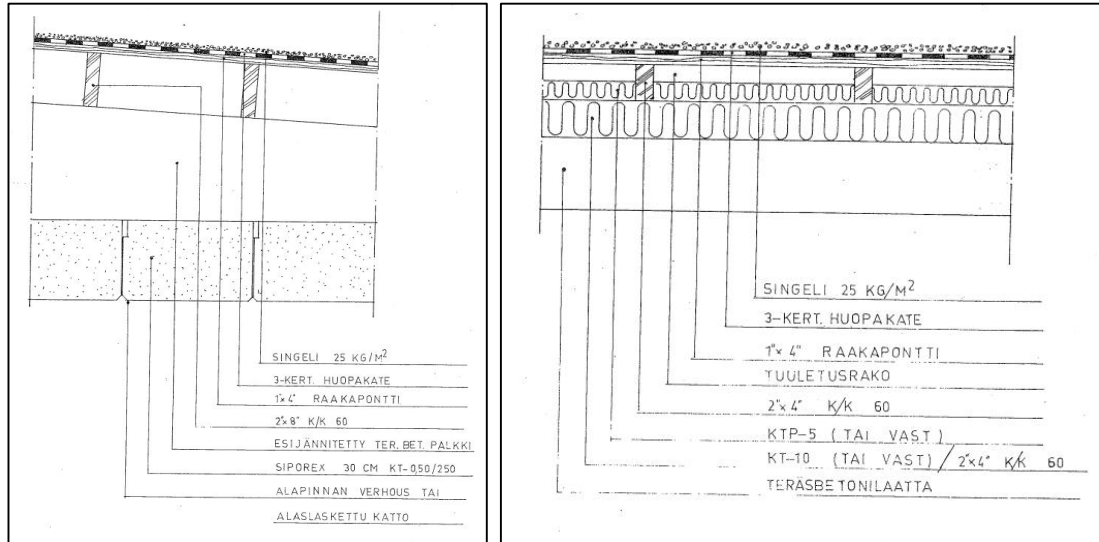 SINGELI 25 KG/M²
3-KERT. HUOPAKATE
1"x 4" RAAKAPONTTI
2"x 8" K/K 60
ESIJÄNNITETTY TER. BET. PALKKI
SIPOREX 30 CM KT-0,50/250
ALAPINNAN VERHOUS TAI
ALASLASKETTU KATTO
SINGELI 25 KG/M²
3-KERT. HUOPAKATE
1"x 4" RAAKAPONTTI
TUULETUSRAKO
2"x 4" K/K 60
KTP-5 (TAI VAST)
KT-10 (TAI VAST) / 2"x 4" K/K 60
TERÄSBETONILAATTA